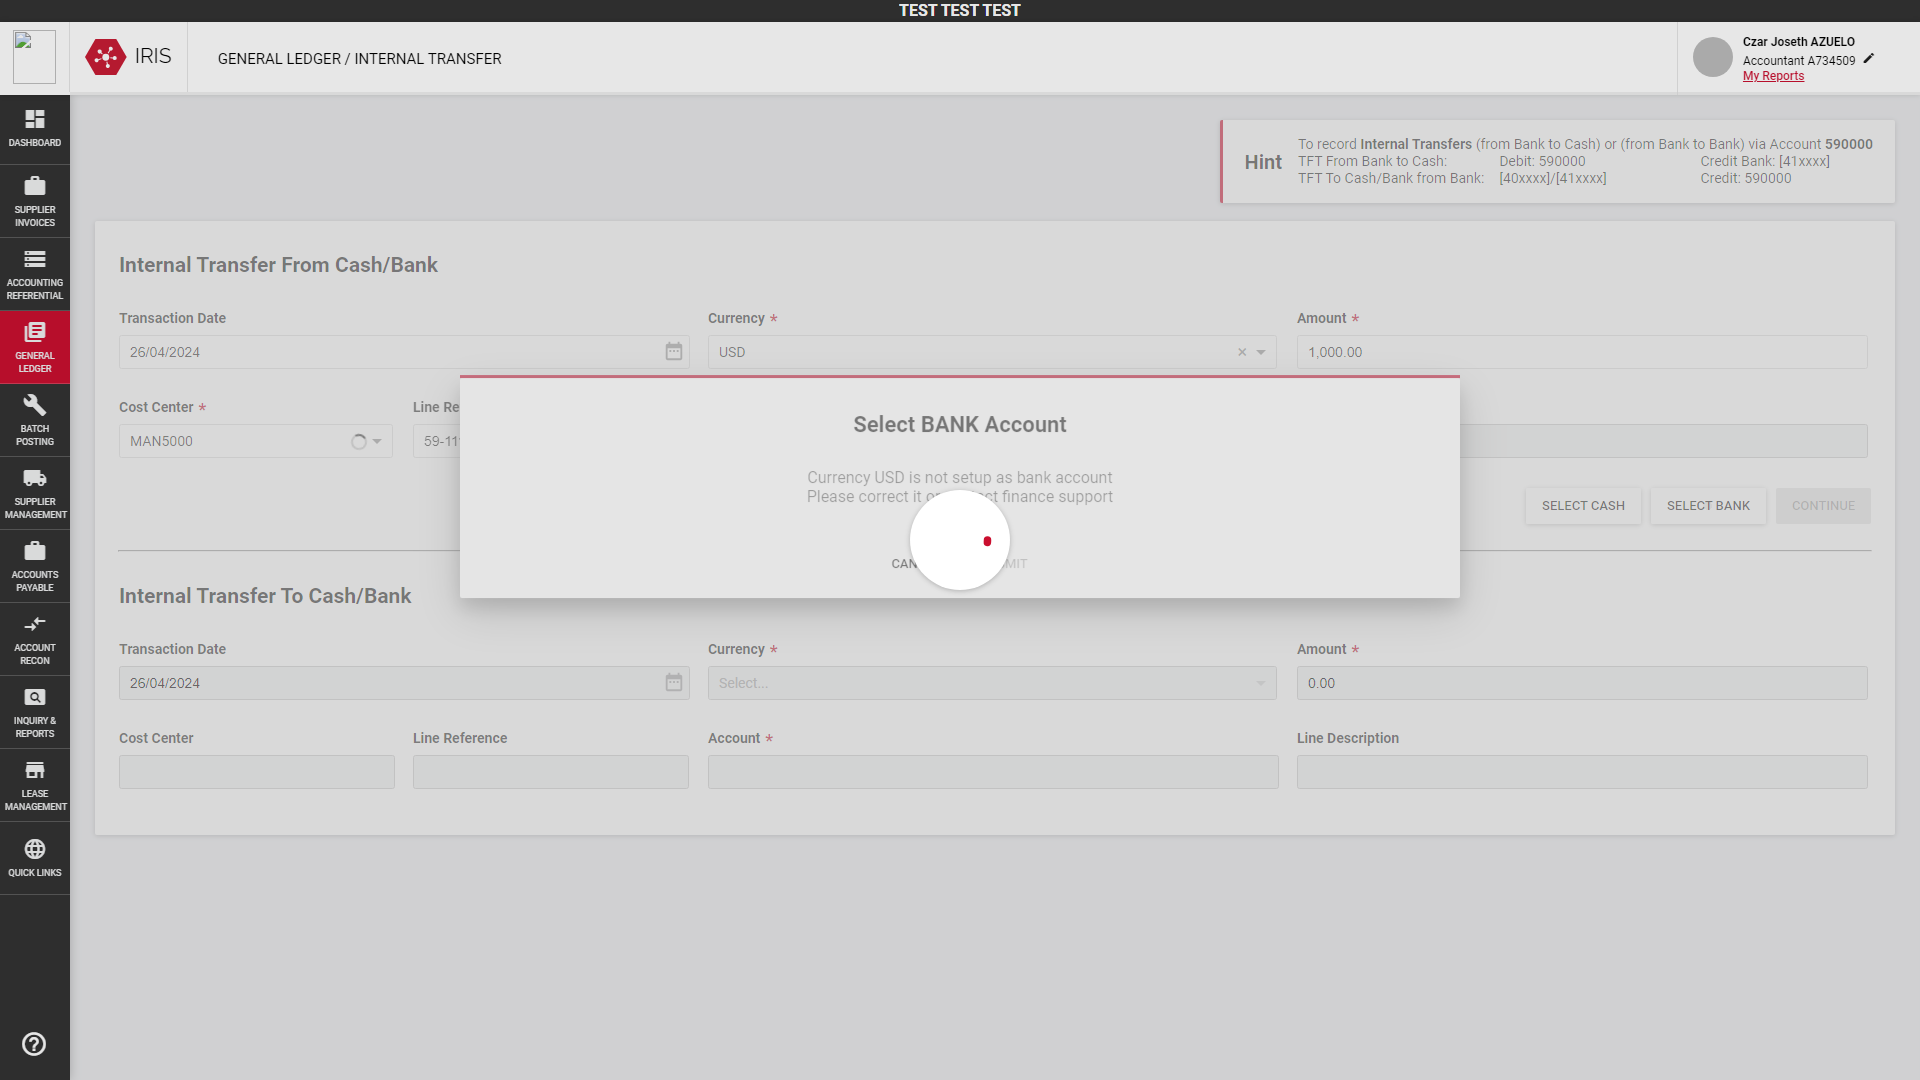 TEST TEST TEST
IRIS
GENERAL LEDGER / INTERNAL TRANSFER
Czar Joseth AZUELO
Accountant A734509
My Reports
DASHBOARD
SUPPLIER
INVOICES
ACCOUNTING
REFERENTIAL
GENERAL
LEDGER
BATCH
POSTING
SUPPLIER
MANAGEMENT
ACCOUNTS
PAYABLE
ACCOUNT
RECON
INQUIRY &
REPORTS
LEASE
MANAGEMENT
QUICK LINKS
Hint
To record Internal Transfers (from Bank to Cash) or (from Bank to Bank) via Account 590000
TFT From Bank to Cash: Debit: 590000 Credit Bank: [41xxxx]
TFT To Cash/Bank from Bank: [40xxxx]/[41xxxx] Credit: 590000
Internal Transfer From Cash/Bank
Transaction Date Currency * Amount *
26/04/2024 USD 1,000.00
Cost Center * Line Re
MAN5000 59-11
Select BANK Account
Currency USD is not setup as bank account
Please correct it finance support
CAN MIT
SELECT CASH SELECT BANK CONTINUE
Internal Transfer To Cash/Bank
Transaction Date Currency * Amount *
26/04/2024 Select... 0.00
Cost Center Line Reference Account * Line Description